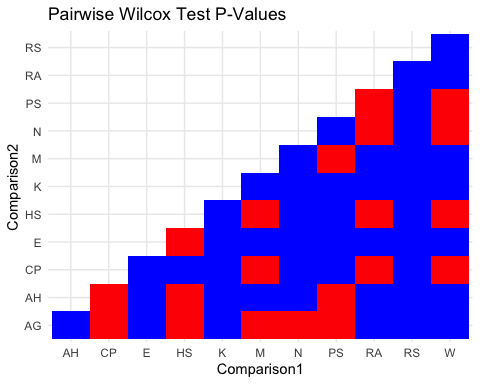 Pairwise Wilcox Test P-Values
Comparison2
RS
RA
PS
N
M
K
HS
E
CP
AH
AG
AH CP E HS K M N PS RA RS W
Comparison1